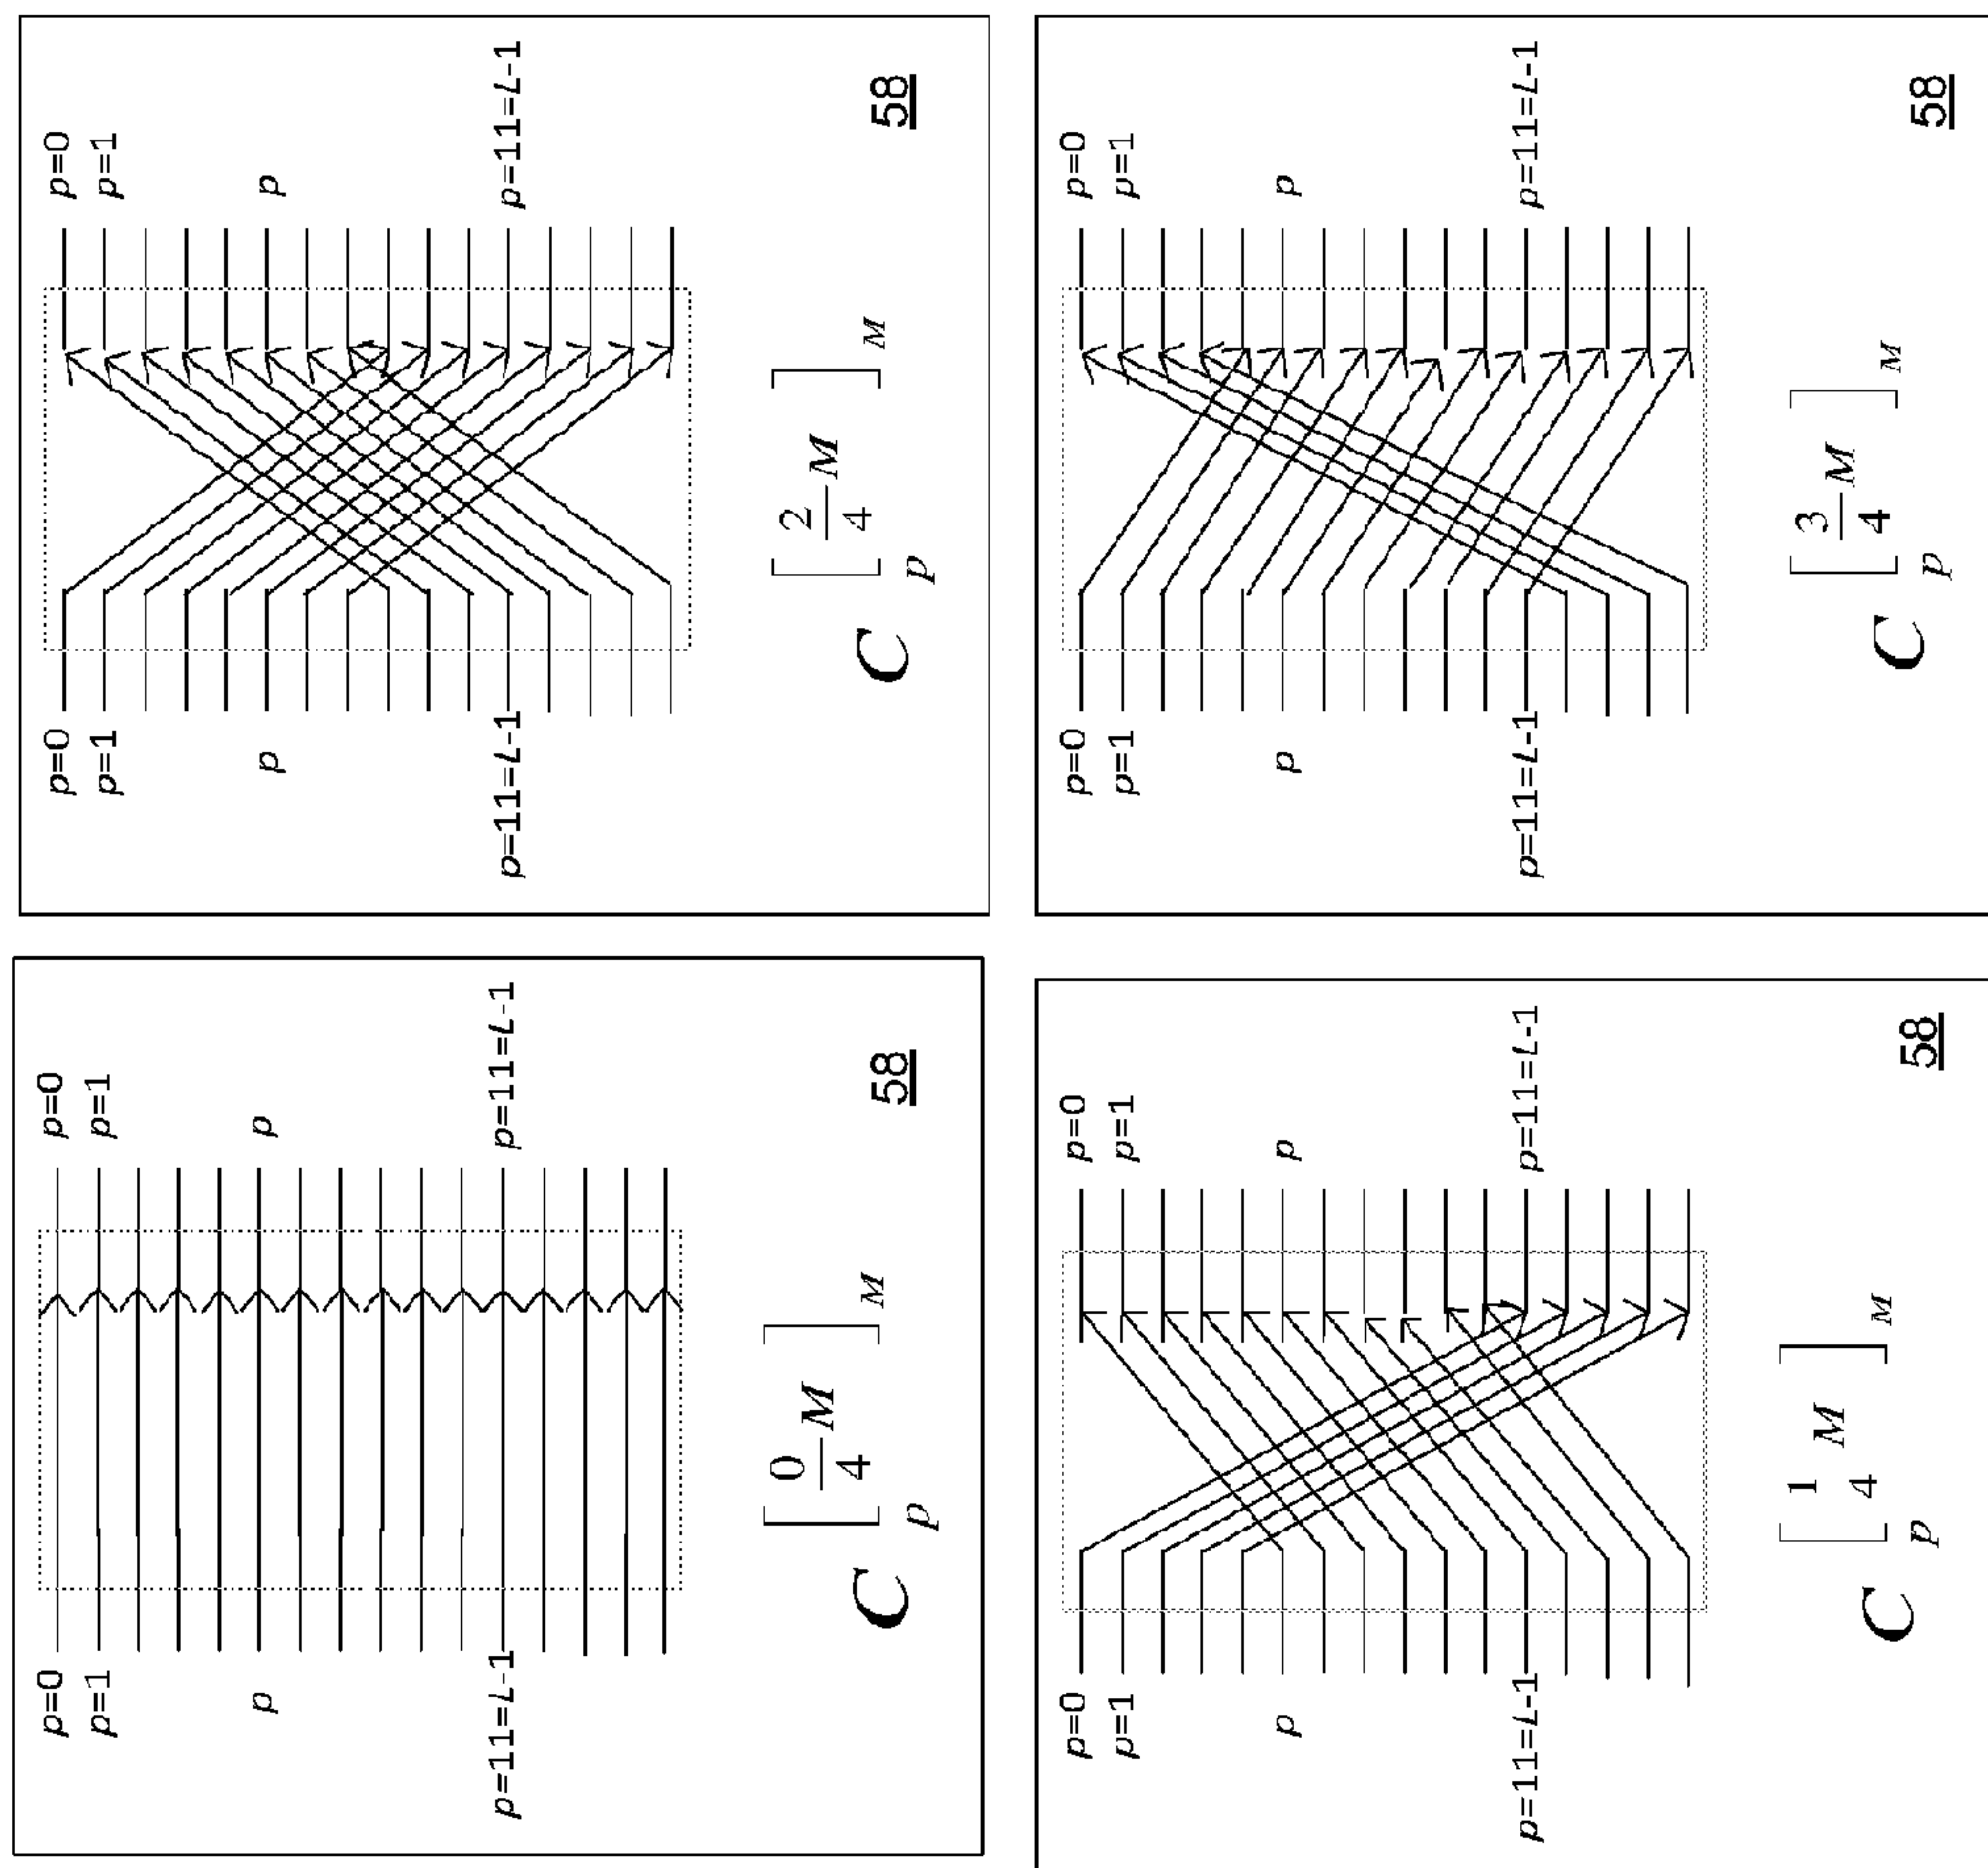 p=0 p=0
p=1 p=1
p p
p=11=L-1 p=11=L-1
C p [ 0/4 M ] M
58
p=0 p=0
p=1 p=1
p p
p=11=L-1 p=11=L-1
C p [ 2/4 M ] M
58
p=0 p=0
p=1 p=1
p p
p=11=L-1 p=11=L-1
C p [ 1 4 M ] M
58
p=0 p=0
p=1 p=1
p p
p=11=L-1 p=11=L-1
C p [ 3/4 M ] M
58